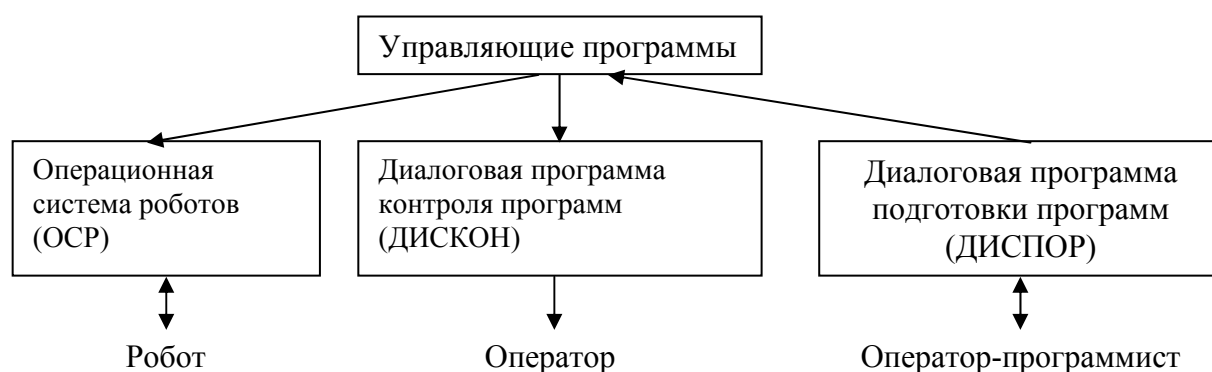 Управляющие программы
Операционная
система роботов
(ОСР)
Диалоговая программа
контроля программ
(ДИСКОН)
Диалоговая программа
подготовки программ
(ДИСПОР)
Робот
Оператор
Оператор-программист